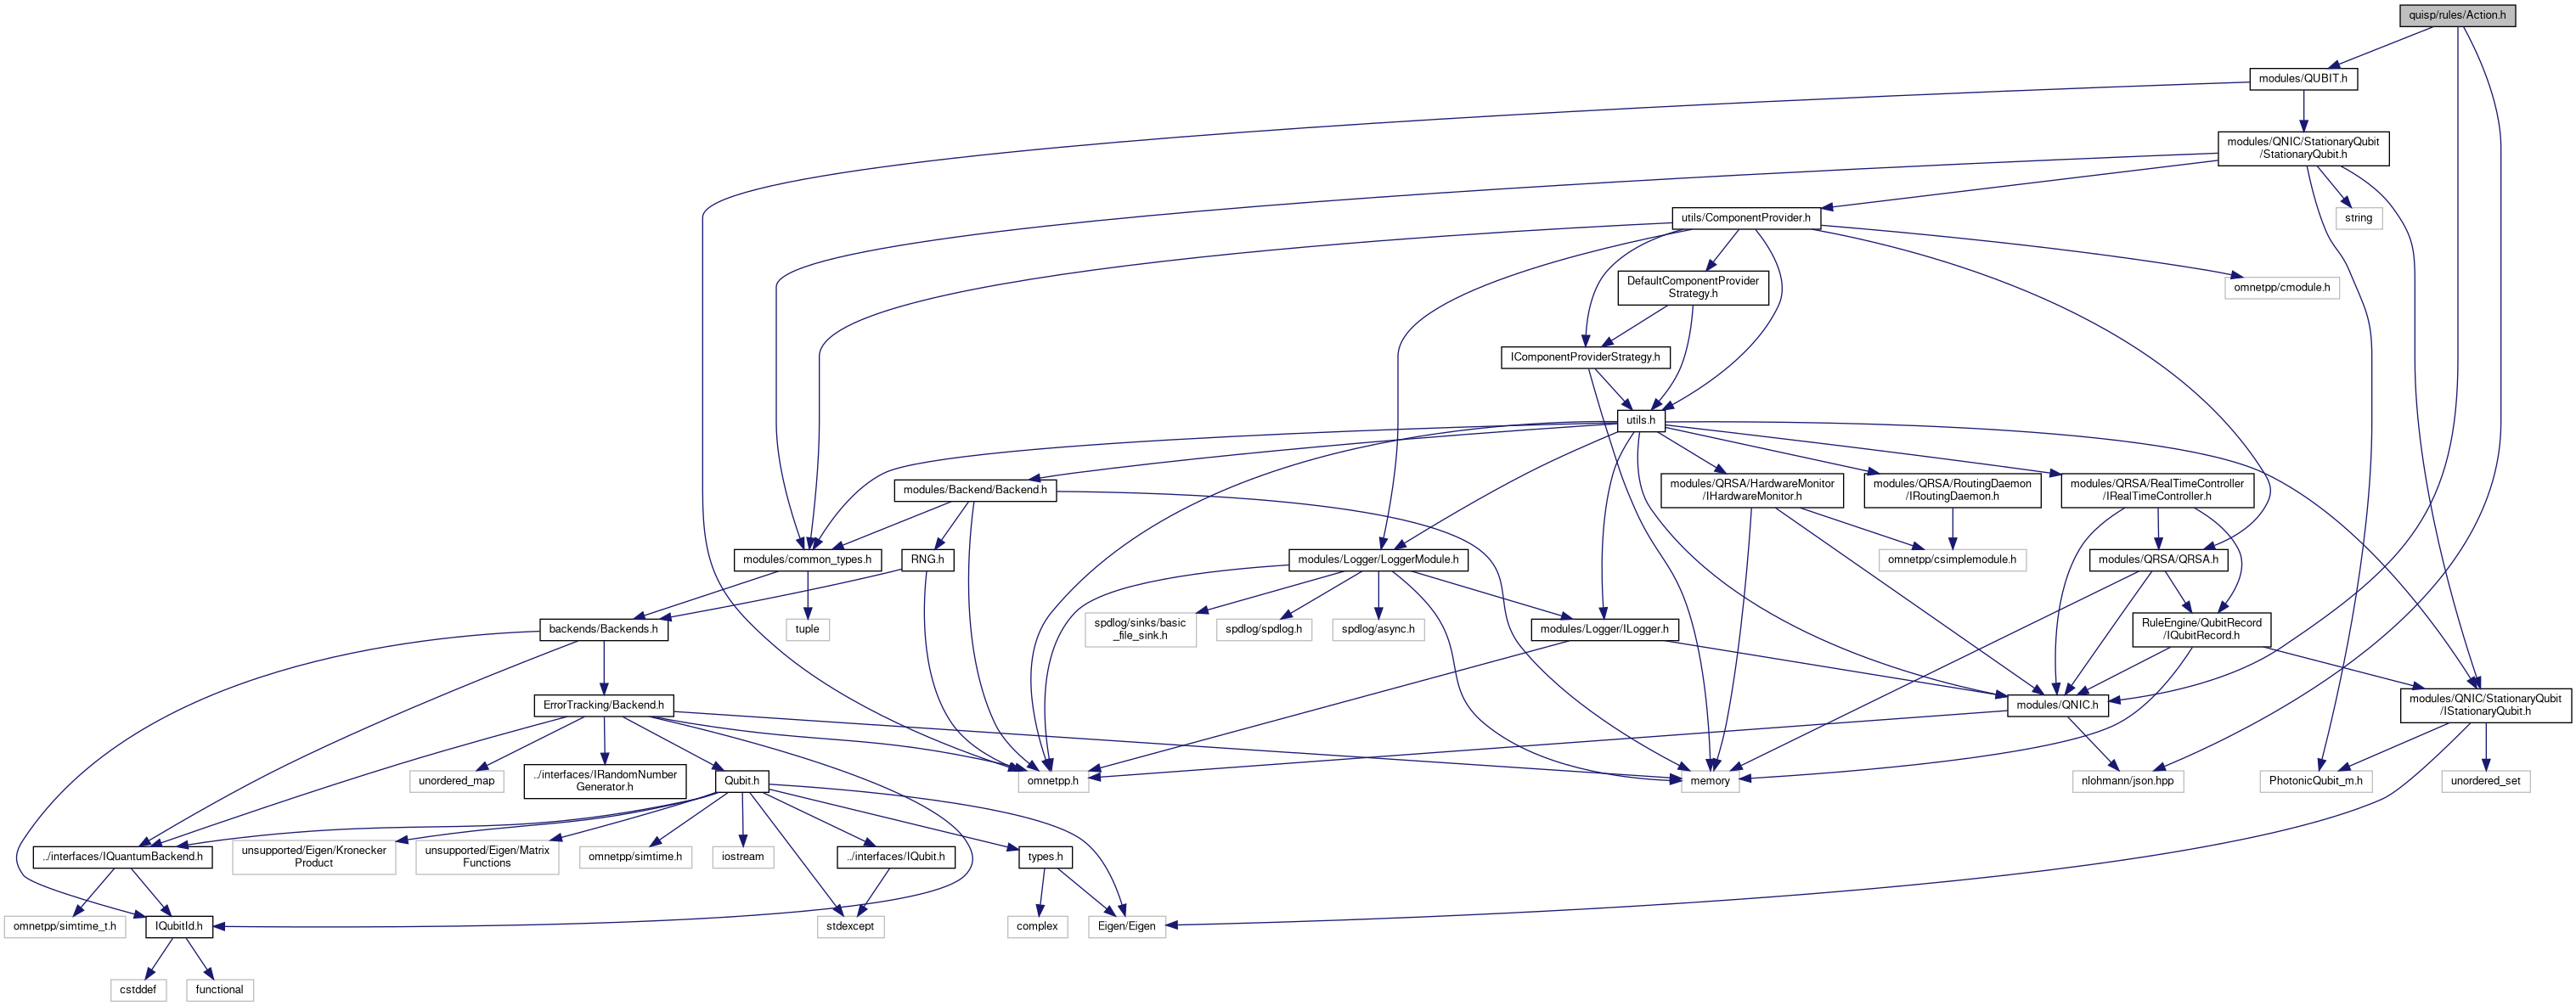 quisp/rules/Action.h
modules/QUBIT.h
modules/QNIC/StationaryQubit
/StationaryQubit.h
utils/ComponentProvider.h
string
DefaultComponentProvider
Strategy.h
omnetpp/cmodule.h
IComponentProviderStrategy.h
utils.h
modules/Backend/Backend.h
modules/QRSA/HardwareMonitor
/IHardwareMonitor.h
modules/QRSA/RoutingDaemon
/IRoutingDaemon.h
modules/QRSA/RealTimeController
/IRealTimeController.h
modules/common_types.h
RNG.h
modules/Logger/LoggerModule.h
omnetpp/csimplemodule.h
modules/QRSA/QRSA.h
backends/Backends.h
tuple
spdlog/sinks/basic
_file_sink.h
spdlog/spdlog.h
spdlog/async.h
modules/Logger/ILogger.h
RuleEngine/QubitRecord
/IQubitRecord.h
ErrorTracking/Backend.h
modules/QNIC.h
modules/QNIC/StationaryQubit
/IStationaryQubit.h
unordered_map
../interfaces/IRandomNumber
Generator.h
Qubit.h
omnetpp.h
memory
nlohmann/json.hpp
PhotonicQubit_m.h
unordered_set
../interfaces/IQuantumBackend.h
unsupported/Eigen/Kronecker
Product
unsupported/Eigen/Matrix
Functions
omnetpp/simtime.h
iostream
../interfaces/IQubit.h
types.h
omnetpp/simtime_t.h
IQubitId.h
stdexcept
complex
Eigen/Eigen
cstddef
functional